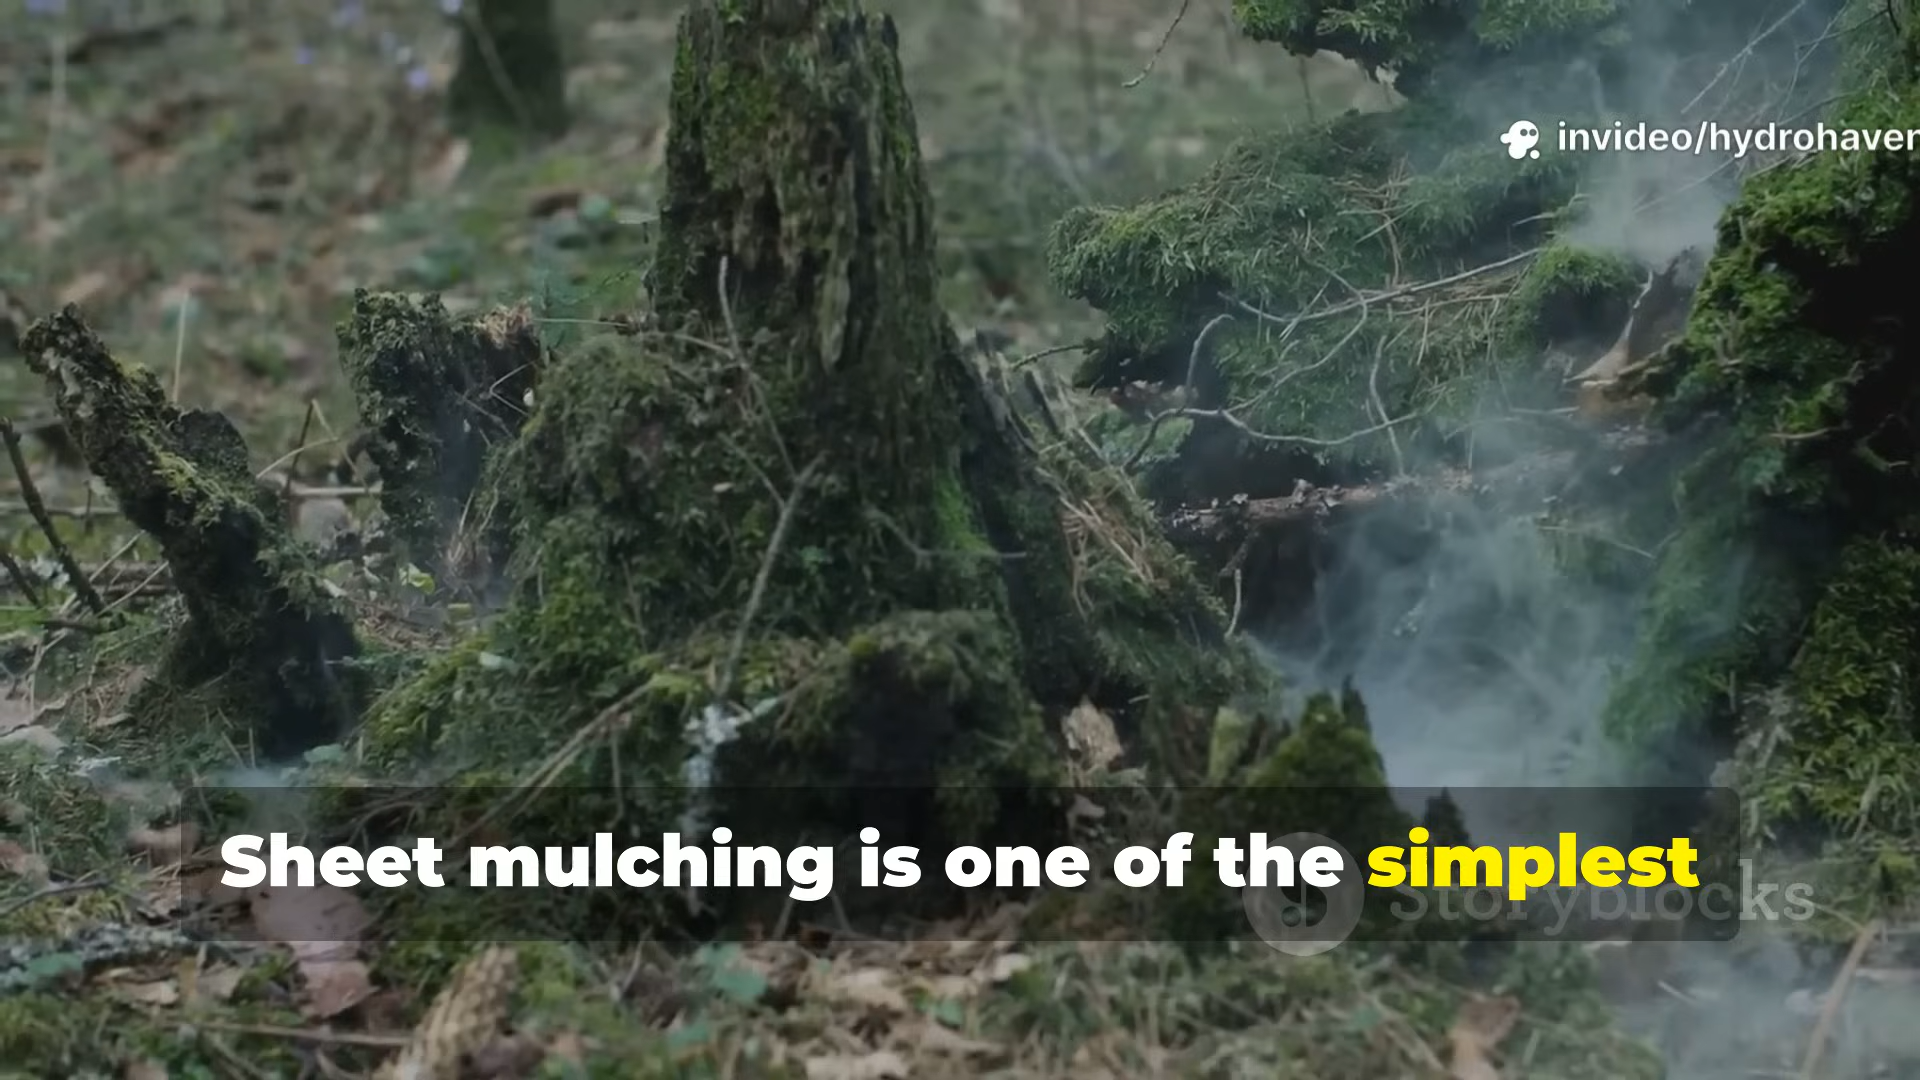 invideo/hydrohaven
Sheet mulching is one of the simplest
Storyblocks